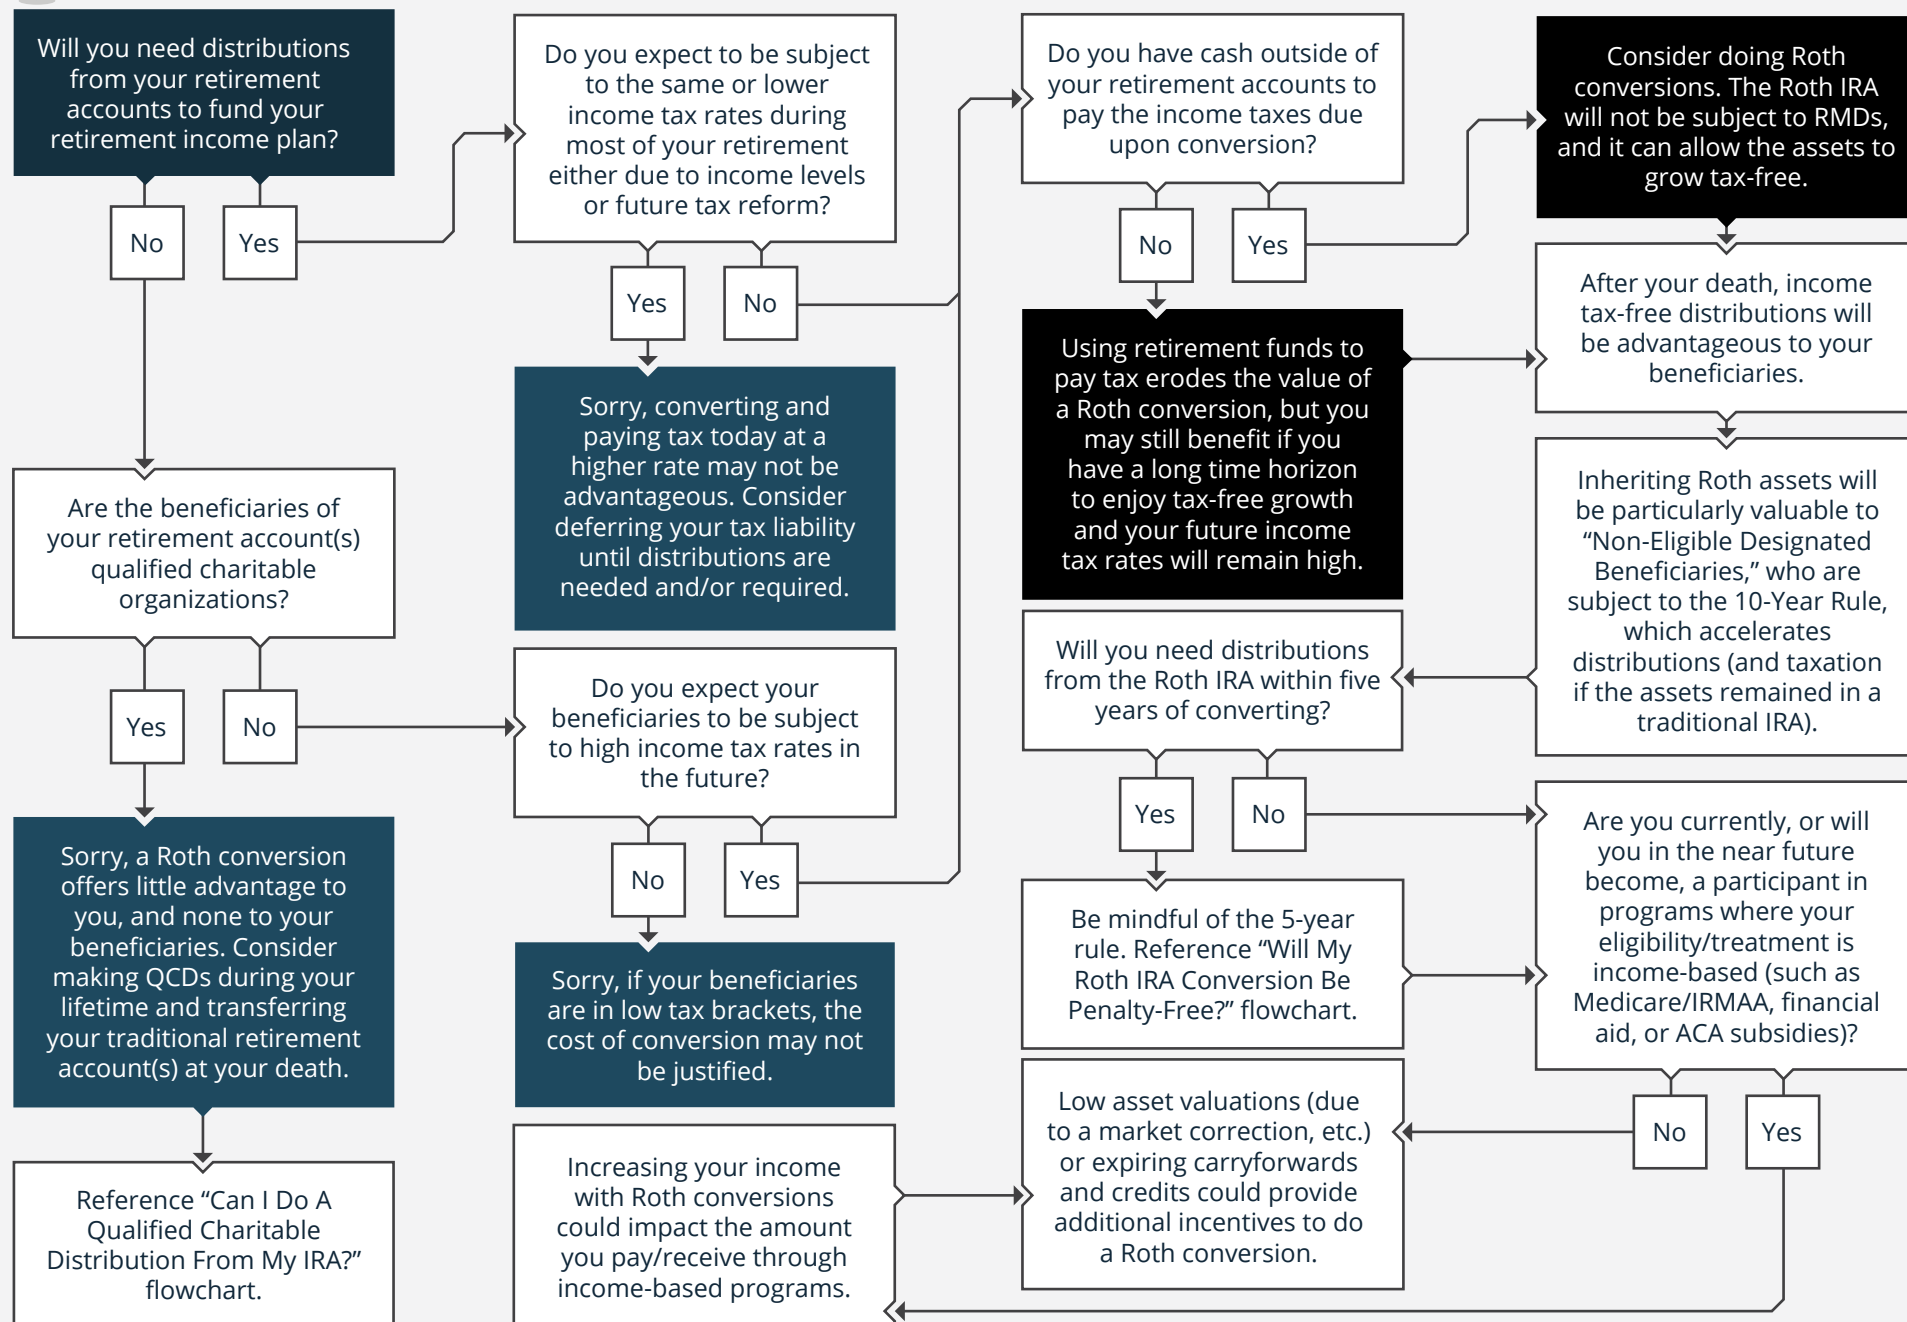 Will you need distributions
from your retirement
accounts to fund your
retirement income plan?
No
Yes
Do you expect to be subject
to the same or lower
income tax rates during
most of your retirement
either due to income levels
or future tax reform?
Yes
No
Sorry, converting and
paying tax today at a
higher rate may not be
advantageous. Consider
deferring your tax liability
until distributions are
needed and/or required.
Are the beneficiaries of
your retirement account(s)
qualified charitable
organizations?
Yes
No
Sorry, a Roth conversion
offers little advantage to
you, and none to your
beneficiaries. Consider
making QCDs during your
lifetime and transferring
your traditional retirement
account(s) at your death.
Reference “Can I Do A
Qualified Charitable
Distribution From My IRA?”
flowchart.
Do you expect your
beneficiaries to be subject
to high income tax rates in
the future?
No
Yes
Sorry, if your beneficiaries
are in low tax brackets, the
cost of conversion may not
be justified.
Do you have cash outside of
your retirement accounts to
pay the income taxes due
upon conversion?
No
Yes
Using retirement funds to
pay tax erodes the value of
a Roth conversion, but you
may still benefit if you
have a long time horizon
to enjoy tax-free growth
and your future income
tax rates will remain high.
Consider doing Roth
conversions. The Roth IRA
will not be subject to RMDs,
and it can allow the assets to
grow tax-free.
After your death, income
tax-free distributions will
be advantageous to your
beneficiaries.
Inheriting Roth assets will
be particularly valuable to
“Non-Eligible Designated
Beneficiaries,” who are
subject to the 10-Year Rule,
which accelerates
distributions (and taxation
if the assets remained in a
traditional IRA).
Will you need distributions
from the Roth IRA within five
years of converting?
Yes
No
Be mindful of the 5-year
rule. Reference “Will My
Roth IRA Conversion Be
Penalty-Free?” flowchart.
Are you currently, or will
you in the near future
become, a participant in
programs where your
eligibility/treatment is
income-based (such as
Medicare/IRMAA, financial
aid, or ACA subsidies)?
No
Yes
Increasing your income
with Roth conversions
could impact the amount
you pay/receive through
income-based programs.
Low asset valuations (due
to a market correction, etc.)
or expiring carryforwards
and credits could provide
additional incentives to do
a Roth conversion.